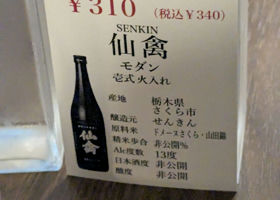 ¥310 (税込¥340)
SENKIN
仙禽
モダン
壱式 火入れ
産地 栃木県
さくら市
醸造元 せんきん
原料米 ドメーヌさくら・山田錦
精米歩合 非公開%
Alc度数 13度
日本酒度 非公開
酸度 非公開
仙禽